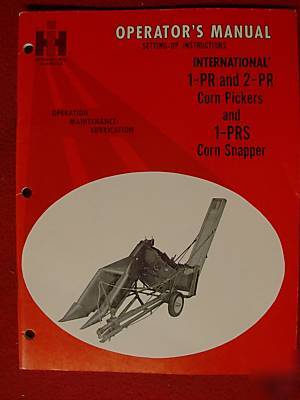 OPERATOR'S MANUAL
SETTING-UP INSTRUCTIONS
INTERNATIONAL
1-PR and 2-PR
Corn Pickers
and
1-PRS
Corn Snapper
OPERATION
MAINTENANCE
LUBRICATION